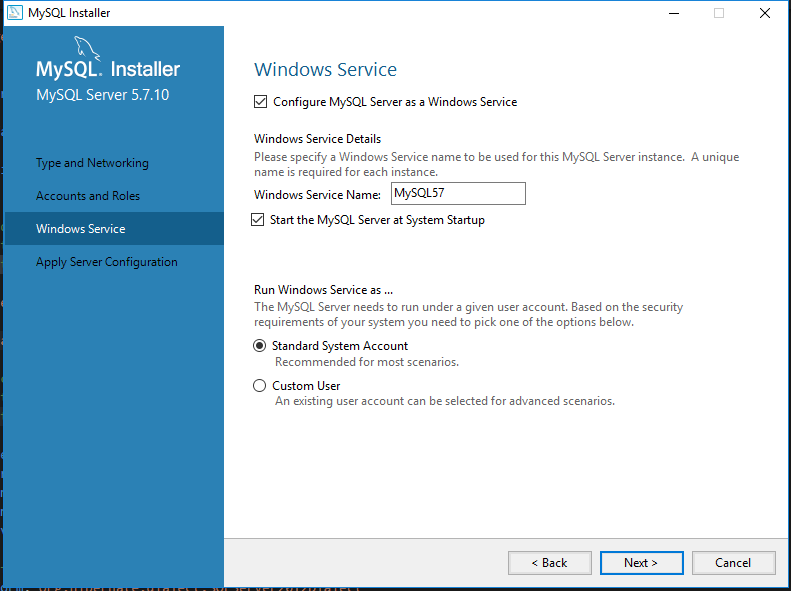 MySQL Installer
MySQL. Installer
MySQL Server 5.7.10
Type and Networking
Accounts and Roles
Windows Service
Apply Server Configuration
Windows Service
Configure MySQL Server as a Windows Service
Windows Service Details
Please specify a Windows Service name to be used for this MySQL Server instance. A unique
name is required for each instance.
Windows Service Name: MySQL57
Start the MySQL Server at System Startup
Run Windows Service as ...
The MySQL Server needs to run under a given user account. Based on the security
requirements of your system you need to pick one of the options below.
Standard System Account
Recommended for most scenarios.
Custom User
An existing user account can be selected for advanced scenarios.
< Back Next > Cancel